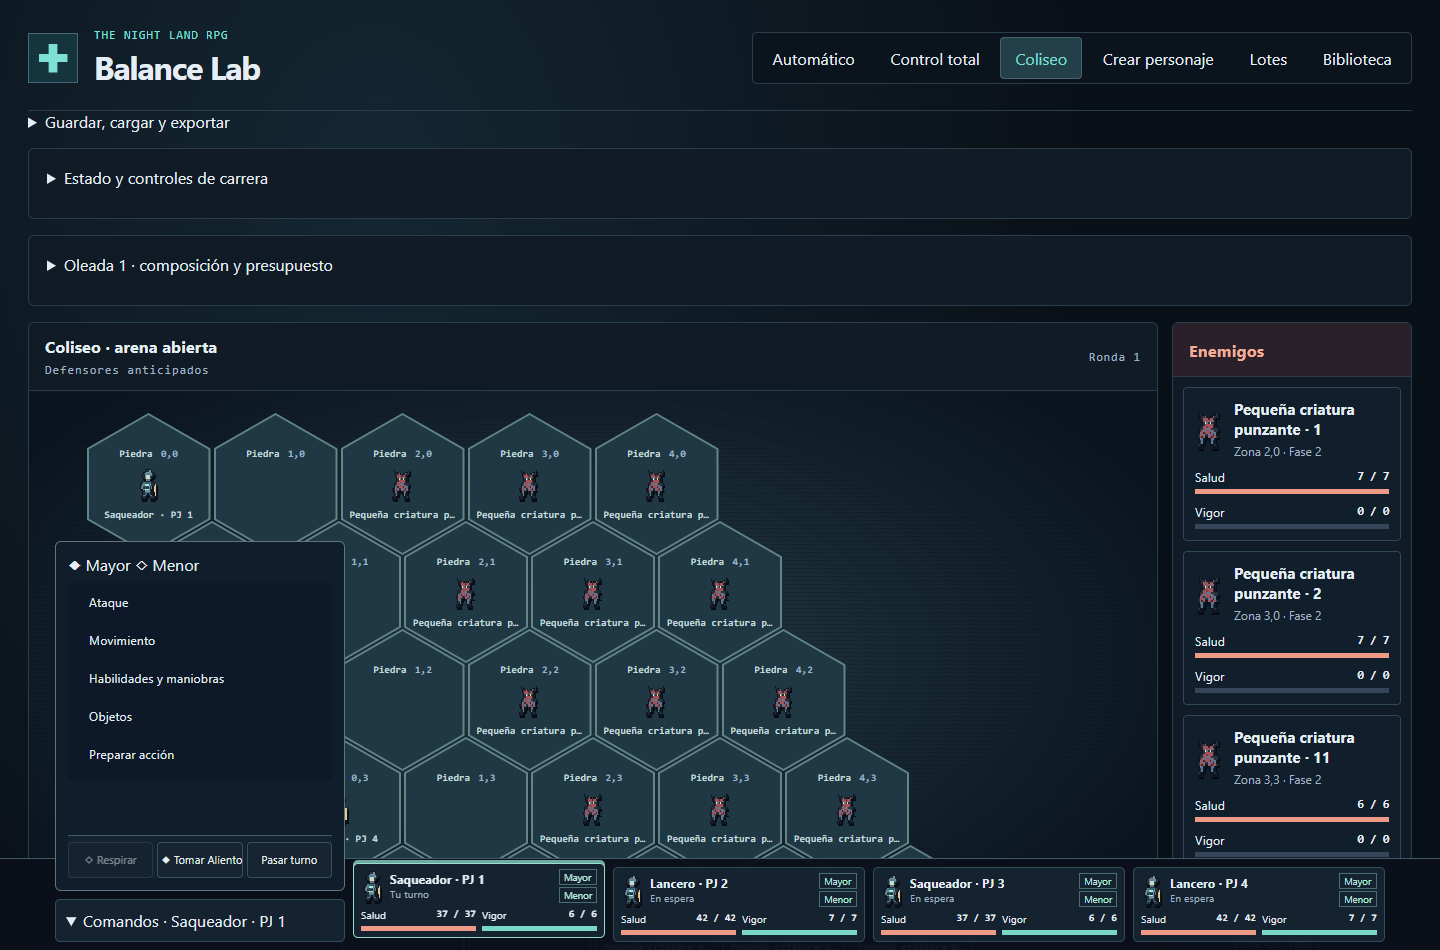 THE NIGHT LAND RPG
Balance Lab
Automático
Control total
Coliseo
Crear personaje
Lotes
Biblioteca
Guardar, cargar y exportar
Estado y controles de carrera
Oleada 1 · composición y presupuesto
Coliseo · arena abierta
Defensores anticipados
Ronda 1
Piedra 0,0
Piedra 1,0
Piedra 2,0
Piedra 3,0
Piedra 4,0
Saqueador · PJ 1
Pequeña criatura p…
Pequeña criatura p…
Pequeña criatura p…
1,1
Piedra 2,1
Piedra 3,1
Piedra 4,1
Pequeña criatura p…
Pequeña criatura p…
Pequeña criatura p…
Piedra 1,2
Piedra 2,2
Piedra 3,2
Piedra 4,2
Pequeña criatura p…
Pequeña criatura p…
Pequeña criatura p…
0,3
Piedra 1,3
Piedra 2,3
Piedra 3,3
Piedra 4,3
· PJ 4
Pequeña criatura p…
Pequeña criatura p…
Pequeña criatura p…
◆ Mayor ◇ Menor
Ataque
Movimiento
Habilidades y maniobras
Objetos
Preparar acción
◇ Respirar
◆ Tomar Aliento
Pasar turno
Comandos · Saqueador · PJ 1
Enemigos
Pequeña criatura
punzante · 1
Zona 2,0 · Fase 2
Salud 7 / 7
Vigor 0 / 0
Pequeña criatura
punzante · 2
Zona 3,0 · Fase 2
Salud 7 / 7
Vigor 0 / 0
Pequeña criatura
punzante · 11
Zona 3,3 · Fase 2
Salud 6 / 6
Vigor 0 / 0
Saqueador · PJ 1
Tu turno
Mayor
Menor
Salud 37 / 37 Vigor 6 / 6
Lancero · PJ 2
En espera
Mayor
Menor
Salud 42 / 42 Vigor 7 / 7
Saqueador · PJ 3
En espera
Mayor
Menor
Salud 37 / 37 Vigor 6 / 6
Lancero · PJ 4
En espera
Mayor
Menor
Salud 42 / 42 Vigor 7 / 7